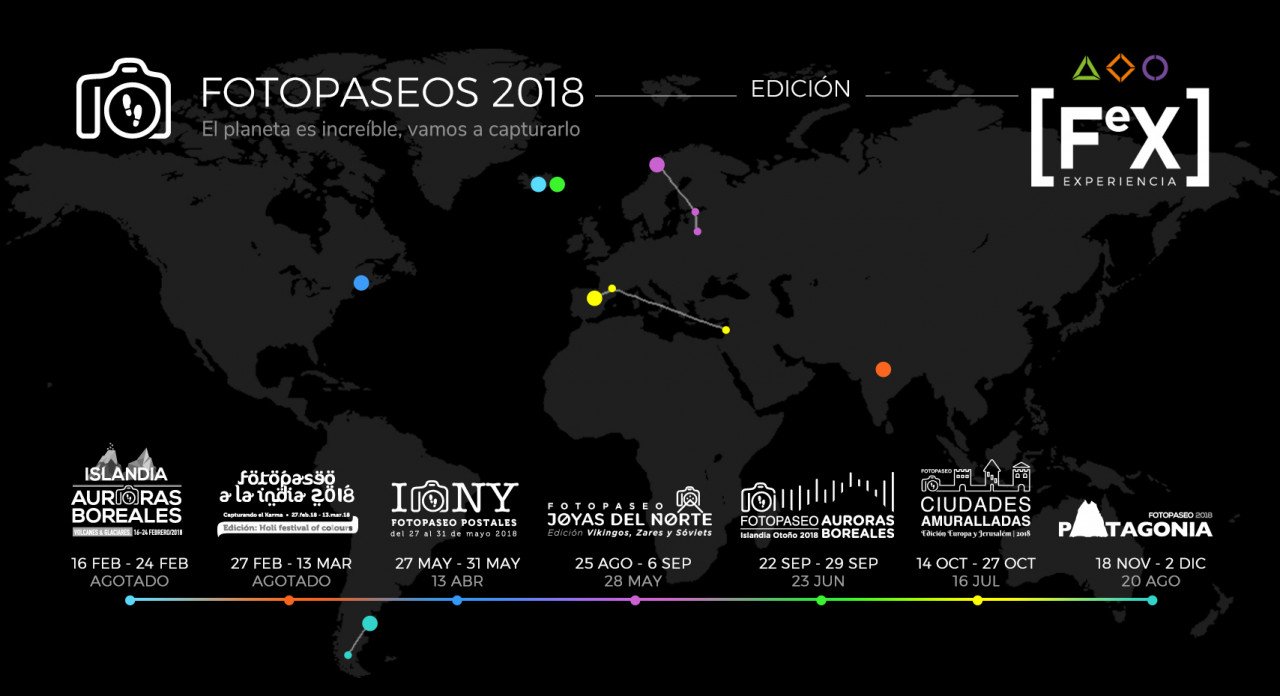 FOTOPASEOS 2018
El planeta es increíble, vamos a capturarlo
EDICIÓN
[FeX]
EXPERIENCIA
ISLANDIA
AURORAS
BOREALES
VOLCANES & GLACIARES 16-24 FEBRERO/2018
16 FEB - 24 FEB
AGOTADO
fotopaseo
a la india 2018
Capturando el Karma • 27.feb.18 - 13.mar.18
Edición: Holi festival of colours
27 FEB - 13 MAR
AGOTADO
I NY
FOTOPASEO POSTALES
del 27 al 31 de mayo 2018
27 MAY - 31 MAY
13 ABR
FOTOPASEO
JØYAS DEL NØRTE
Edición Vikingos, Zares y Sóviets
25 AGO - 6 SEP
28 MAY
FOTOPASEO AURORAS
Islandia Otoño 2018 BOREALES
22 SEP - 29 SEP
23 JUN
FOTOPASEO
CIUDADES
AMURALLADAS
Edición Europa y Jerusalém | 2018
14 OCT - 27 OCT
16 JUL
FOTOPASEO 2018
PATAGONIA
18 NOV - 2 DIC
20 AGO